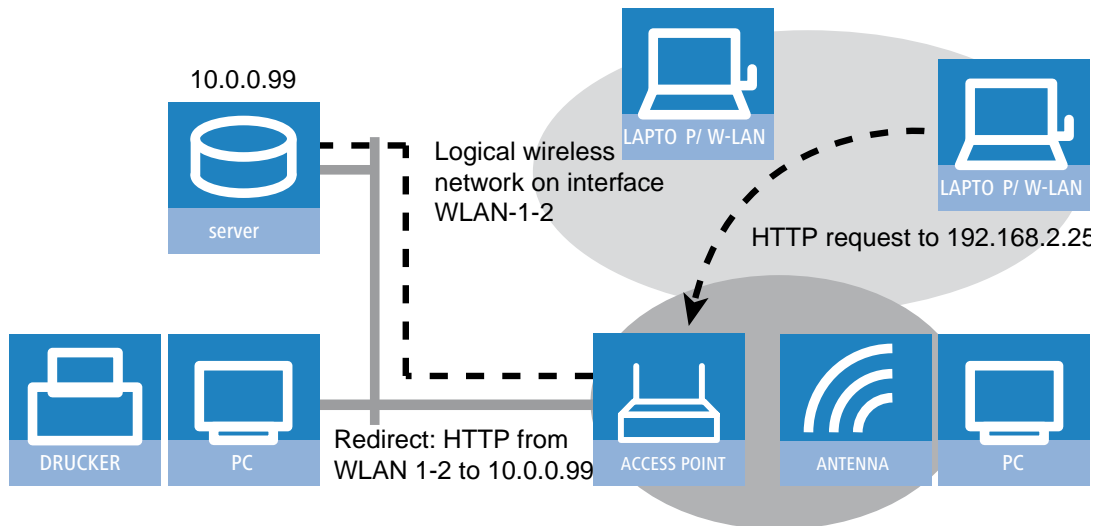 10.0.0.99
server
LAPTO P/ W-LAN
LAPTO P/ W-LAN
Logical wireless
network on interface
WLAN-1-2
HTTP request to 192.168.2.25
DRUCKER
PC
Redirect: HTTP from
WLAN 1-2 to 10.0.0.99
ACCESS POINT
ANTENNA
PC